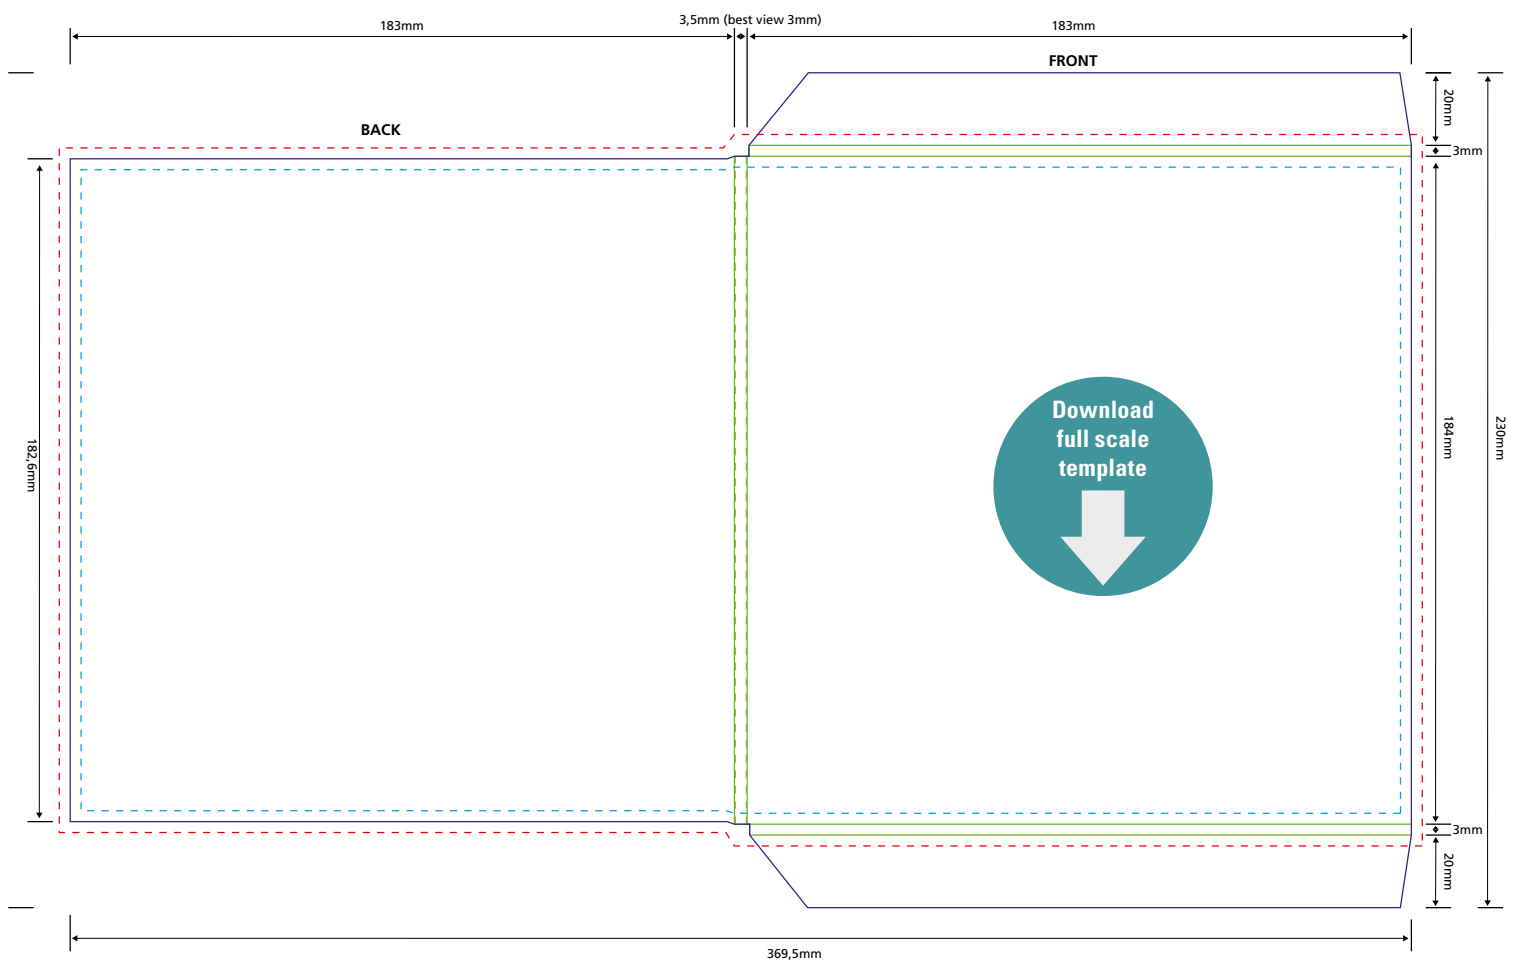 183mm
3,5mm (best view 3mm)
183mm
FRONT
BACK
20mm
3mm
182,6mm
Download
full scale
template
184mm
230mm
3mm
20mm
369,5mm